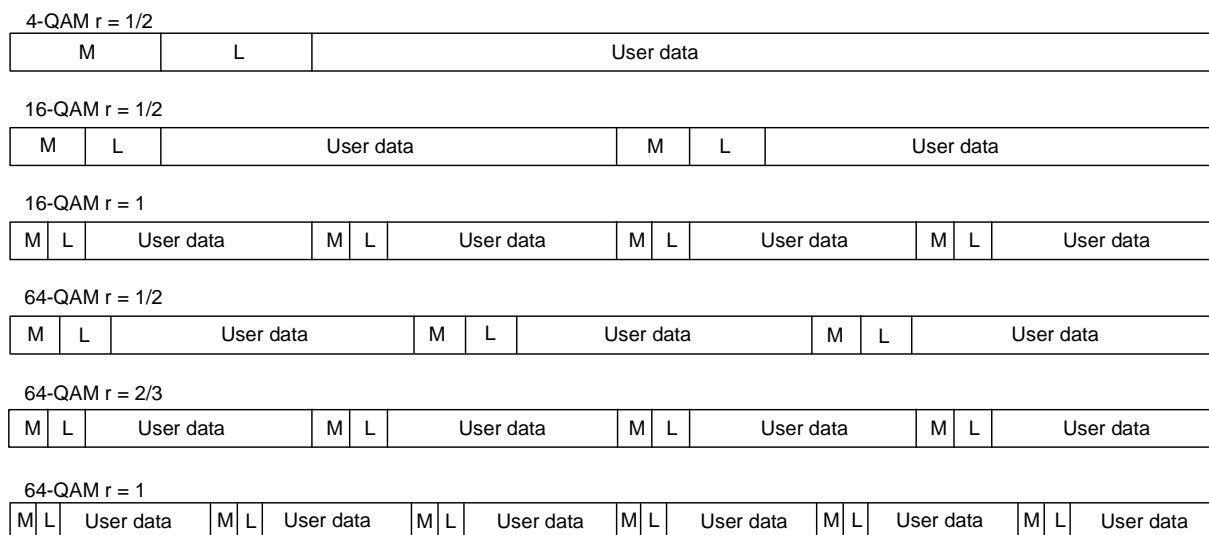 4-QAM r = 1/2
M L User data
16-QAM r = 1/2
M L User data M L User data
16-QAM r = 1
M L User data M L User data M L User data M L User data
64-QAM r = 1/2
M L User data M L User data M L User data
64-QAM r = 2/3
M L User data M L User data M L User data M L User data
64-QAM r = 1
M L User data M L User data M L User data M L User data M L User data M L User data